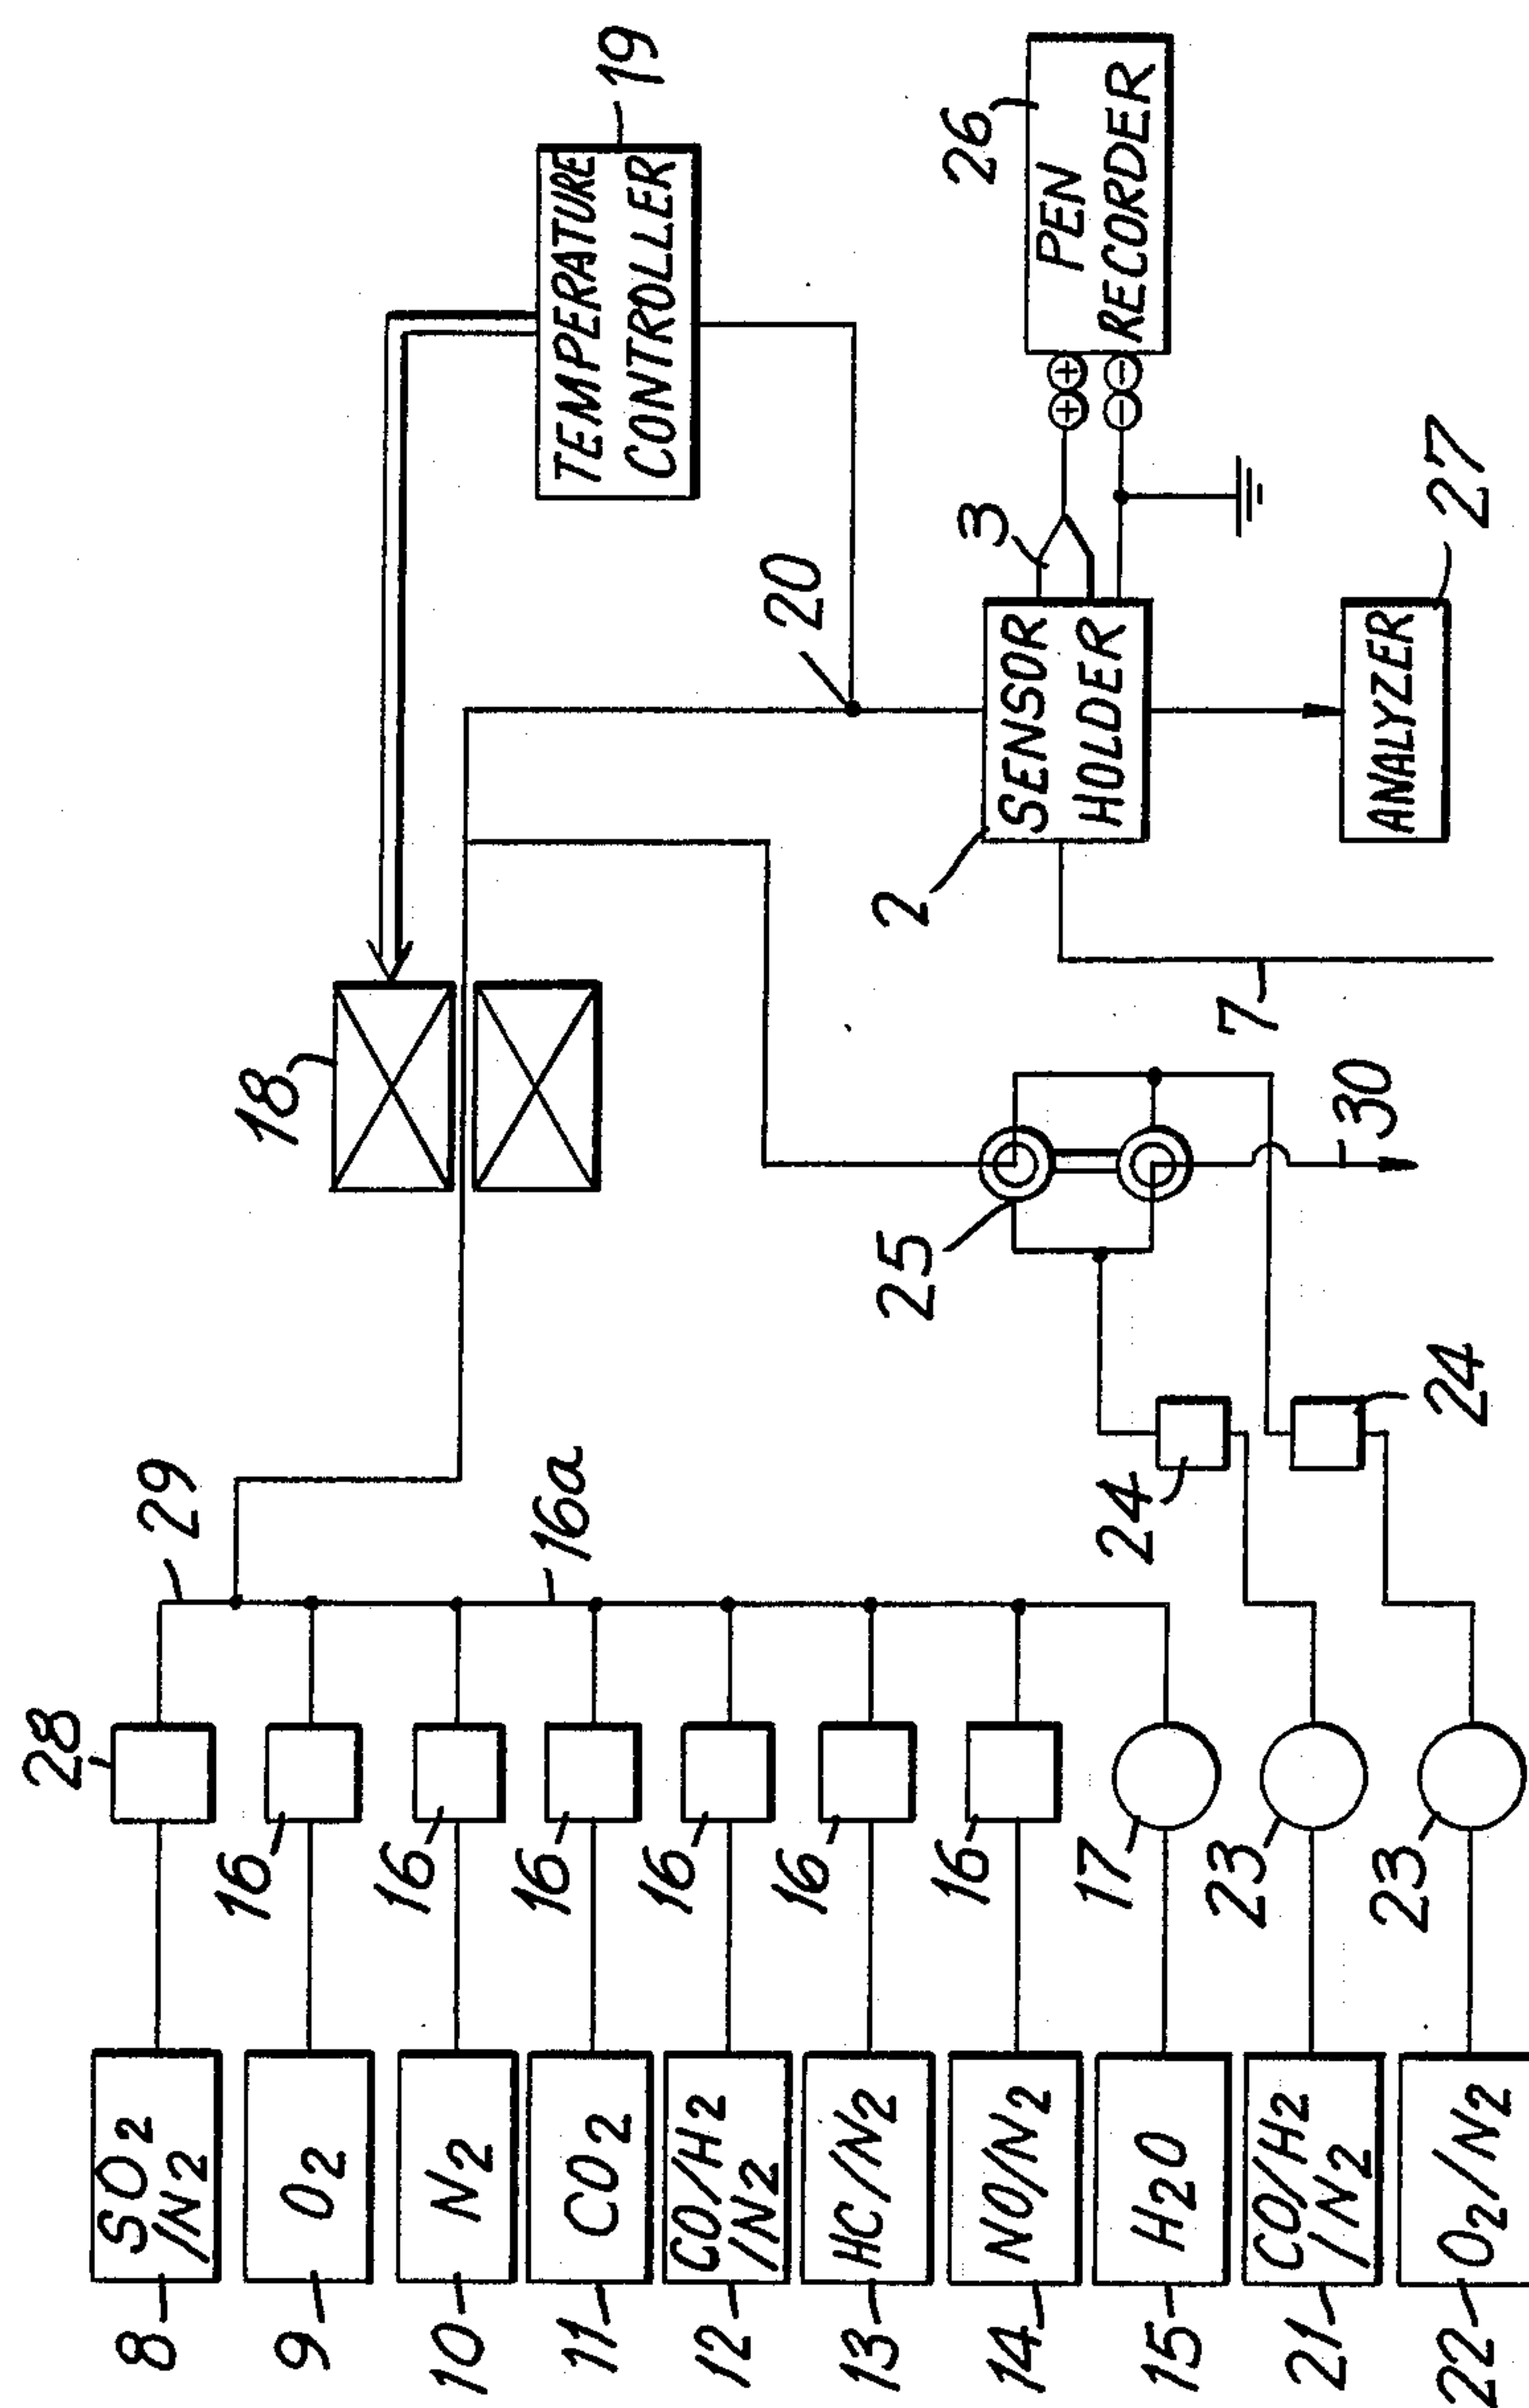 8
SO2
/N2
28
29
9
O2
16
10
N2
16
11
CO2
16
16a
12
CO/H2
/N2
16
13
HC/N2
16
14
NO/N2
16
15
H2O
17
21
CO/H2
/N2
23
24
22
O2/N2
23
24
18
TEMPERATURE
CONTROLLER
19
20
25
30
2
SENSOR
HOLDER
3
7
+ +
- -
PEN
RECORDER
26
ANALYZER
27